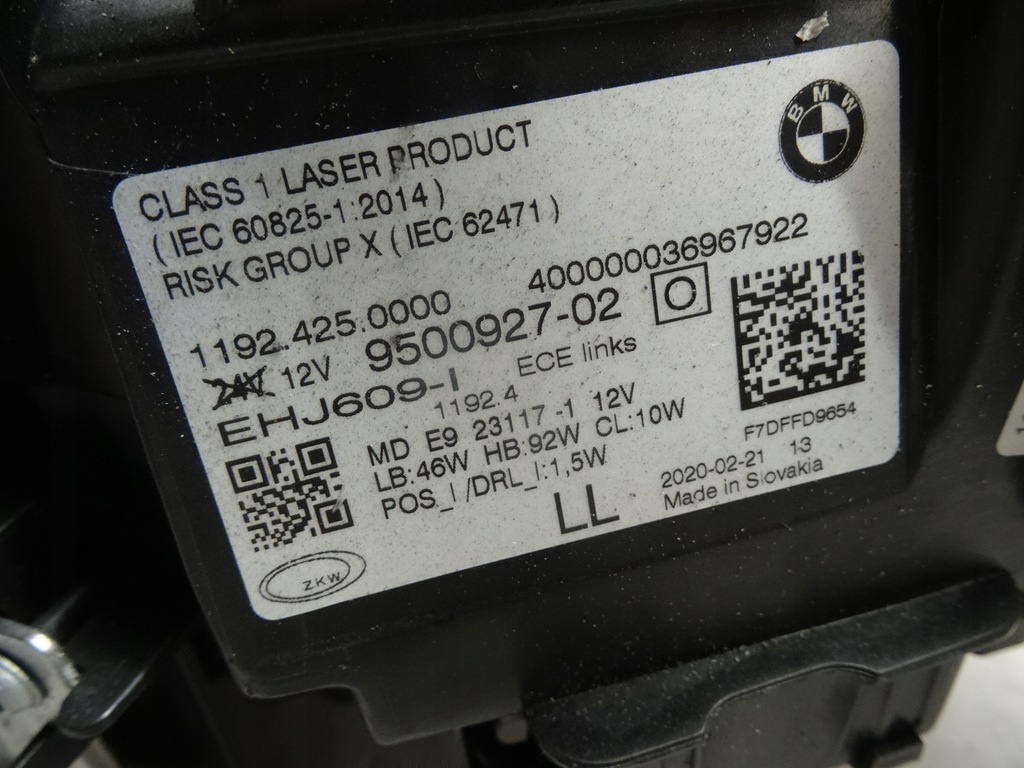 BMW
CLASS 1 LASER PRODUCT
( IEC 60825-1:2014 )
RISK GROUP X ( IEC 62471 )
1192.425.0000 400000036967922
24V 12V 9500927-02
EHJ609-I ECE links
1192.4
MD E9 23117 -1 12V
LB:46W HB:92W CL:10W
POS_I /DRL_I:1,5W
LL
F7DFFD9654
2020-02-21 13
Made in Slovakia
ZKW